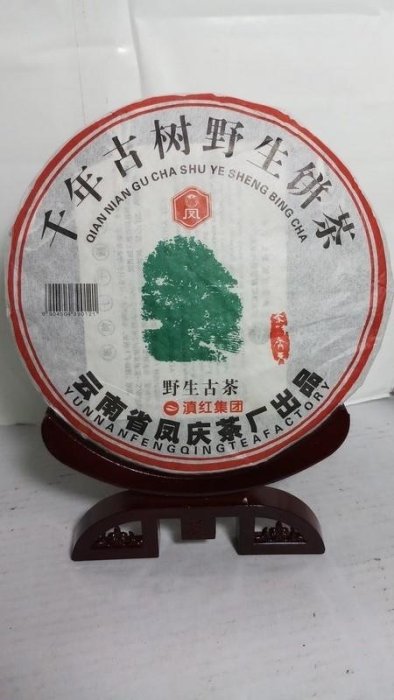 千年古树野生饼茶
QIAN NIAN GU CHA SHU YE SHENG BING CHA
凤
野生古茶
滇红集团
云南省凤庆茶厂出品
YUNNANFENGQINGTEAFACTORY